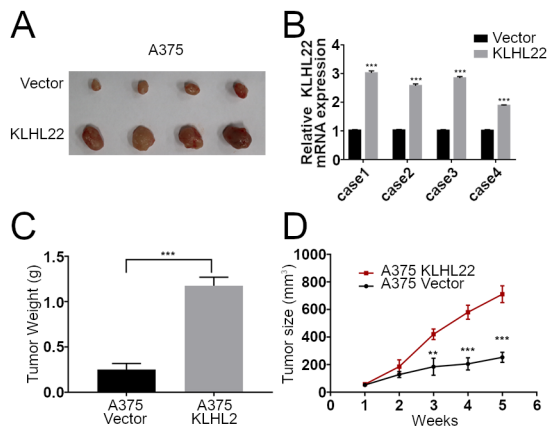 A
A375
Vector
KLHL22
B
Vector
KLHL22
Relative KLHL22
mRNA expression
4
3
2
1
0
***
***
***
***
case1
case2
case3
case4
C
Tumor Weight (g)
1.5
1.0
0.5
0.0
***
A375
Vector
A375
KLHL2
D
Tumor size (mm³)
1000
800
600
400
200
0
A375 KLHL22
A375 Vector
**
***
***
0
1
2
3
4
5
6
Weeks